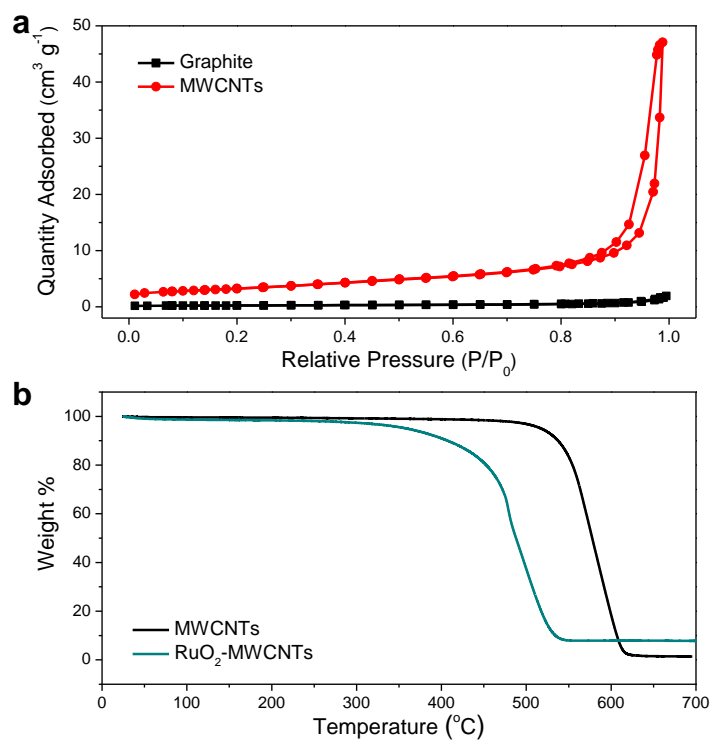 a
50
40
30
20
10
0
Quantity Adsorbed (cm³ g⁻¹)
Graphite
MWCNTs
0.0 0.2 0.4 0.6 0.8 1.0
Relative Pressure (P/P₀)
b
100
80
60
40
20
0
Weight %
MWCNTs
RuO₂-MWCNTs
0 100 200 300 400 500 600 700
Temperature (°C)